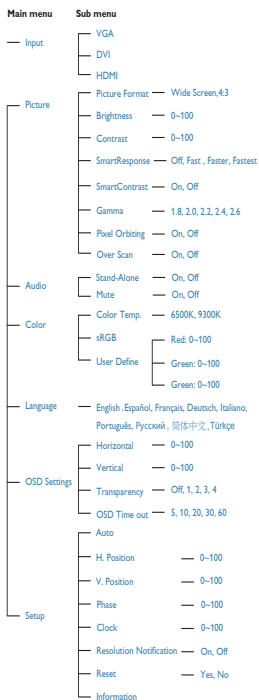 Main menu Sub menu
Input
VGA
DVI
HDMI
Picture
Picture Format Wide Screen,4:3
Brightness 0~100
Contrast 0~100
SmartResponse Off, Fast , Faster, Fastest
SmartContrast On, Off
Gamma 1.8, 2.0, 2.2, 2.4, 2.6
Pixel Orbiting On, Off
Over Scan On, Off
Audio
Stand-Alone On, Off
Mute On, Off
Color
Color Temp. 6500K, 9300K
sRGB
User Define
Red: 0~100
Green: 0~100
Green: 0~100
Language
English , Español, Français, Deutsch, Italiano,
Português, Русский , 简体中文 , Türkçe
OSD Settings
Horizontal 0~100
Vertical 0~100
Transparency Off, 1, 2, 3, 4
OSD Time out 5, 10, 20, 30, 60
Setup
Auto
H. Position 0~100
V. Position 0~100
Phase 0~100
Clock 0~100
Resolution Notification On, Off
Reset Yes, No
Information